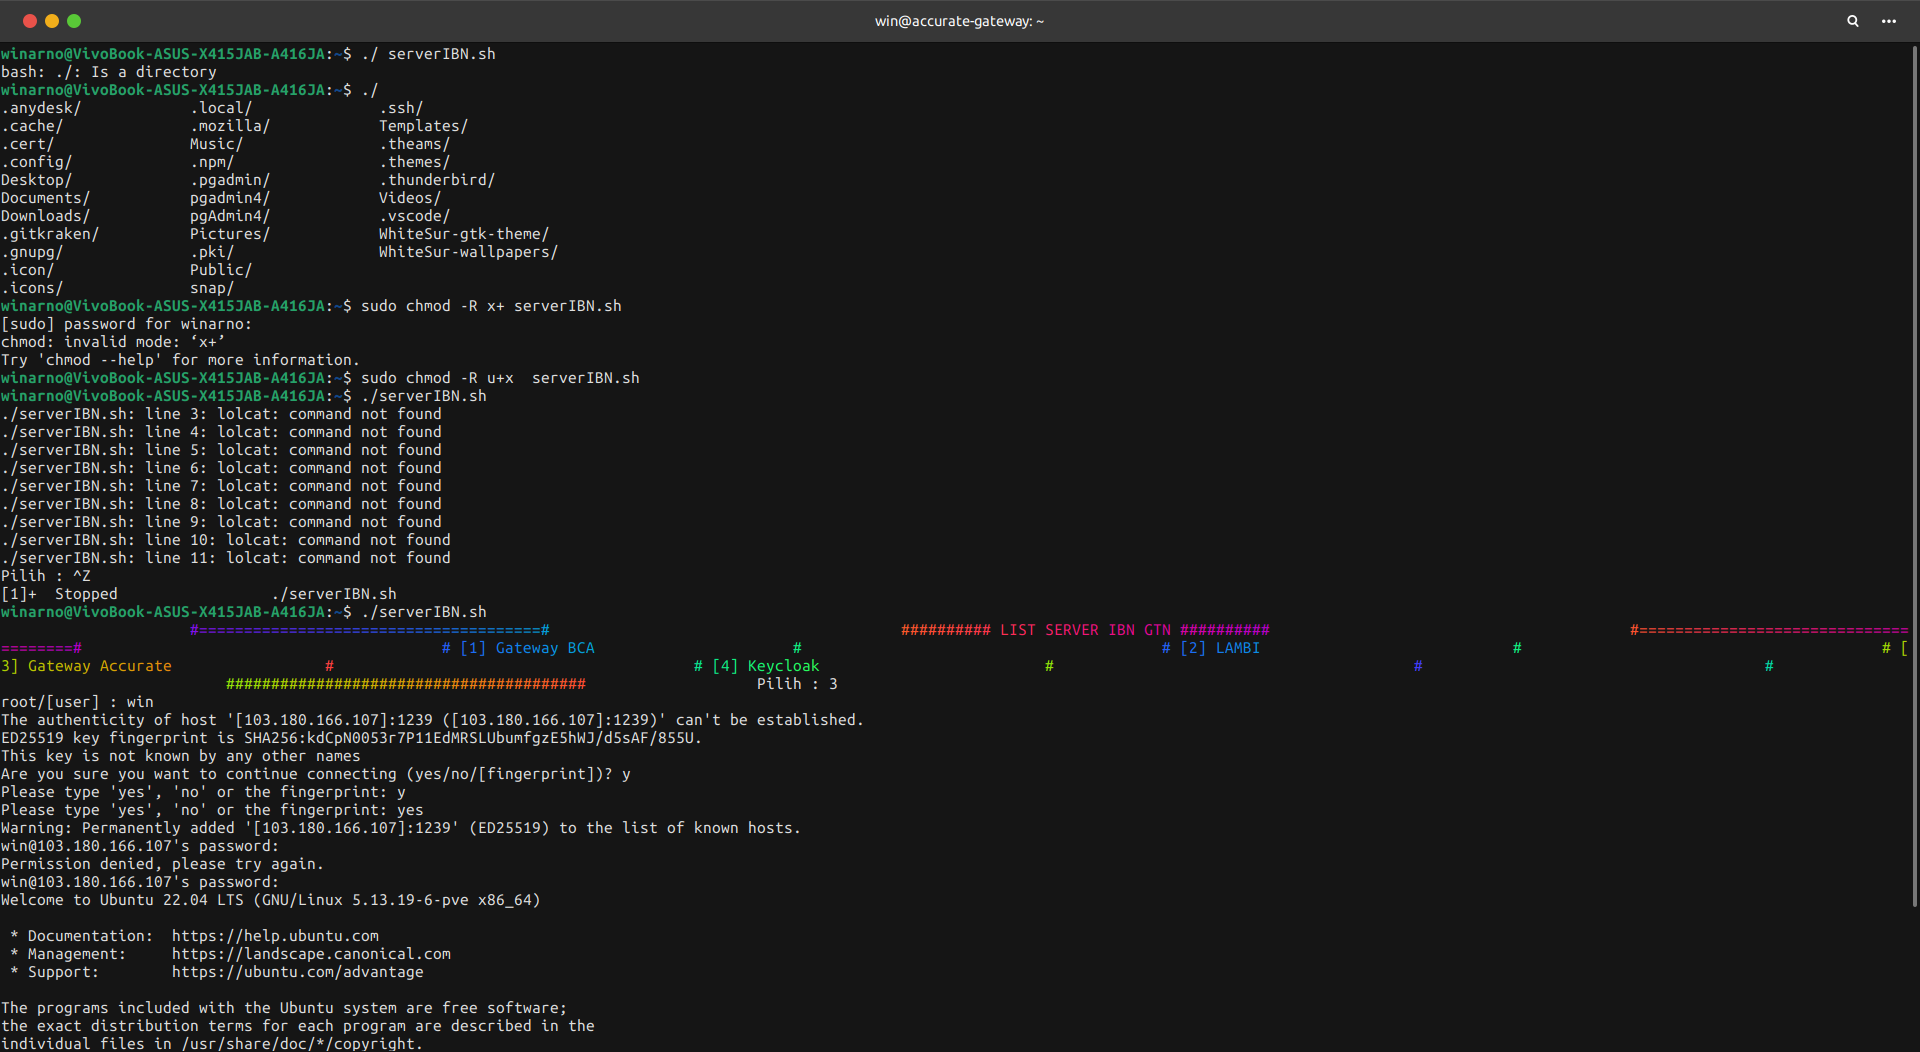 win@accurate-gateway: ~
winarno@VivoBook-ASUS-X415JAB-A416JA:~$ ./ serverIBN.sh
bash: ./: Is a directory
winarno@VivoBook-ASUS-X415JAB-A416JA:~$ ./
.anydesk/ .local/ .ssh/
.cache/ .mozilla/ Templates/
.cert/ Music/ .theams/
.config/ .npm/ .themes/
Desktop/ .pgadmin/ .thunderbird/
Documents/ pgadmin4/ Videos/
Downloads/ pgAdmin4/ .vscode/
.gitkraken/ Pictures/ WhiteSur-gtk-theme/
.gnupg/ .pki/ WhiteSur-wallpapers/
.icon/ Public/
.icons/ snap/
winarno@VivoBook-ASUS-X415JAB-A416JA:~$ sudo chmod -R x+ serverIBN.sh
[sudo] password for winarno:
chmod: invalid mode: ‘x+’
Try 'chmod --help' for more information.
winarno@VivoBook-ASUS-X415JAB-A416JA:~$ sudo chmod -R u+x  serverIBN.sh
winarno@VivoBook-ASUS-X415JAB-A416JA:~$ ./serverIBN.sh
./serverIBN.sh: line 3: lolcat: command not found
./serverIBN.sh: line 4: lolcat: command not found
./serverIBN.sh: line 5: lolcat: command not found
./serverIBN.sh: line 6: lolcat: command not found
./serverIBN.sh: line 7: lolcat: command not found
./serverIBN.sh: line 8: lolcat: command not found
./serverIBN.sh: line 9: lolcat: command not found
./serverIBN.sh: line 10: lolcat: command not found
./serverIBN.sh: line 11: lolcat: command not found
Pilih : ^Z
[1]+  Stopped ./serverIBN.sh
winarno@VivoBook-ASUS-X415JAB-A416JA:~$ ./serverIBN.sh
#======================================# ########## LIST SERVER IBN GTN ########## #==============================
========# # [1] Gateway BCA # # [2] LAMBI # # [
3] Gateway Accurate # # [4] Keycloak # # #
######################################## Pilih : 3
root/[user] : win
The authenticity of host '[103.180.166.107]:1239 ([103.180.166.107]:1239)' can't be established.
ED25519 key fingerprint is SHA256:kdCpN0053r7P11EdMRSLUbumfgzE5hWJ/d5sAF/855U.
This key is not known by any other names
Are you sure you want to continue connecting (yes/no/[fingerprint])? y
Please type 'yes', 'no' or the fingerprint: y
Please type 'yes', 'no' or the fingerprint: yes
Warning: Permanently added '[103.180.166.107]:1239' (ED25519) to the list of known hosts.
win@103.180.166.107's password:
Permission denied, please try again.
win@103.180.166.107's password:
Welcome to Ubuntu 22.04 LTS (GNU/Linux 5.13.19-6-pve x86_64)
* Documentation:  https://help.ubuntu.com
* Management:     https://landscape.canonical.com
* Support:        https://ubuntu.com/advantage
The programs included with the Ubuntu system are free software;
the exact distribution terms for each program are described in the
individual files in /usr/share/doc/*/copyright.